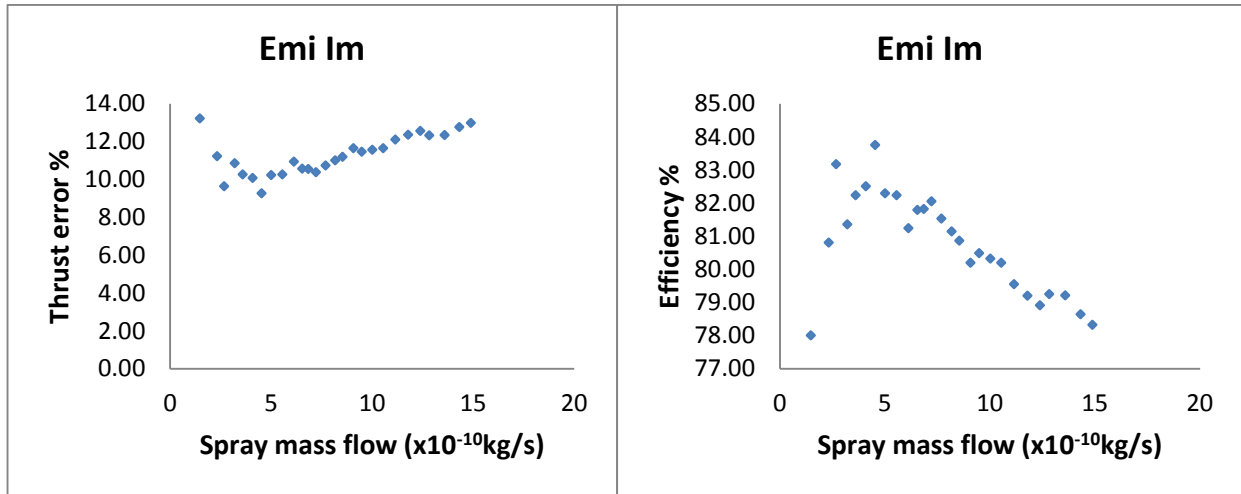 Emi Im
Thrust error %
14.00
12.00
10.00
8.00
6.00
4.00
2.00
0.00
0 5 10 15 20
Spray mass flow (x10⁻¹⁰kg/s)
Emi Im
Efficiency %
85.00
84.00
83.00
82.00
81.00
80.00
79.00
78.00
77.00
0 5 10 15 20
Spray mass flow (x10⁻¹⁰kg/s)